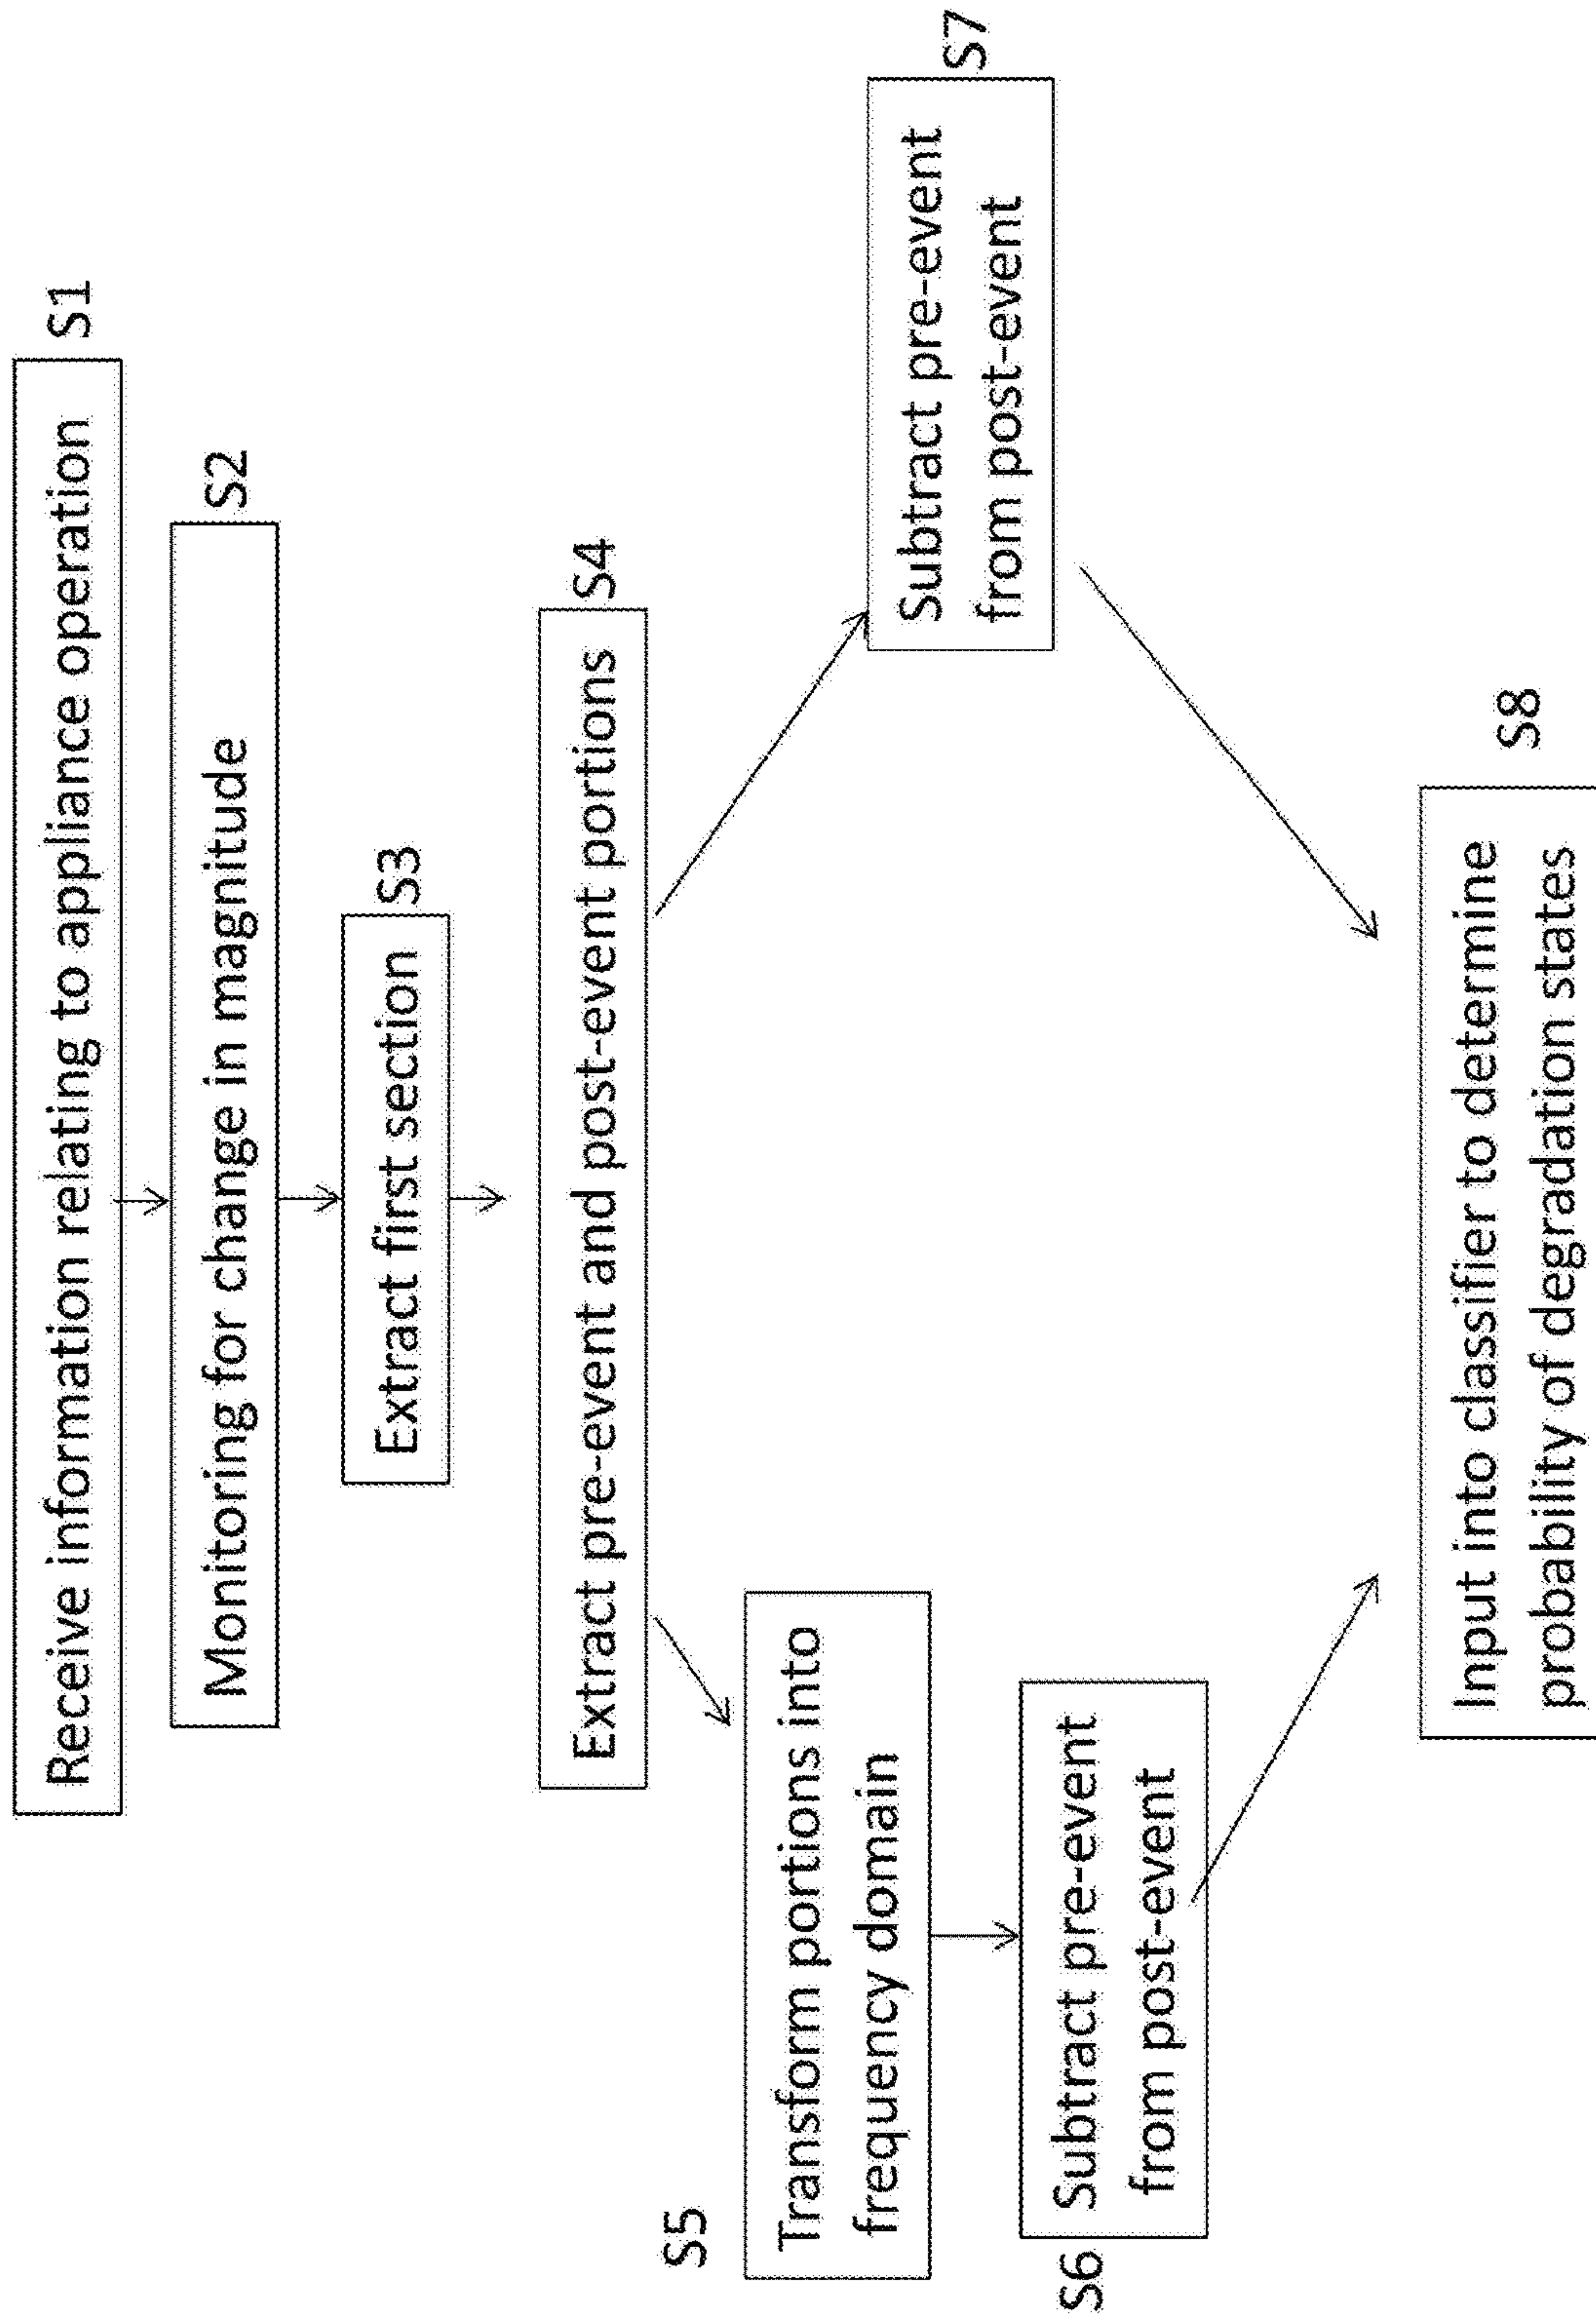 Receive information relating to appliance operation S1
Monitoring for change in magnitude S2
Extract first section S3
Extract pre-event and post-event portions S4
S5
Transform portions into
frequency domain
S6 Subtract pre-event
from post-event
Subtract pre-event S7
from post-event
S8
Input into classifier to determine
probability of degradation states